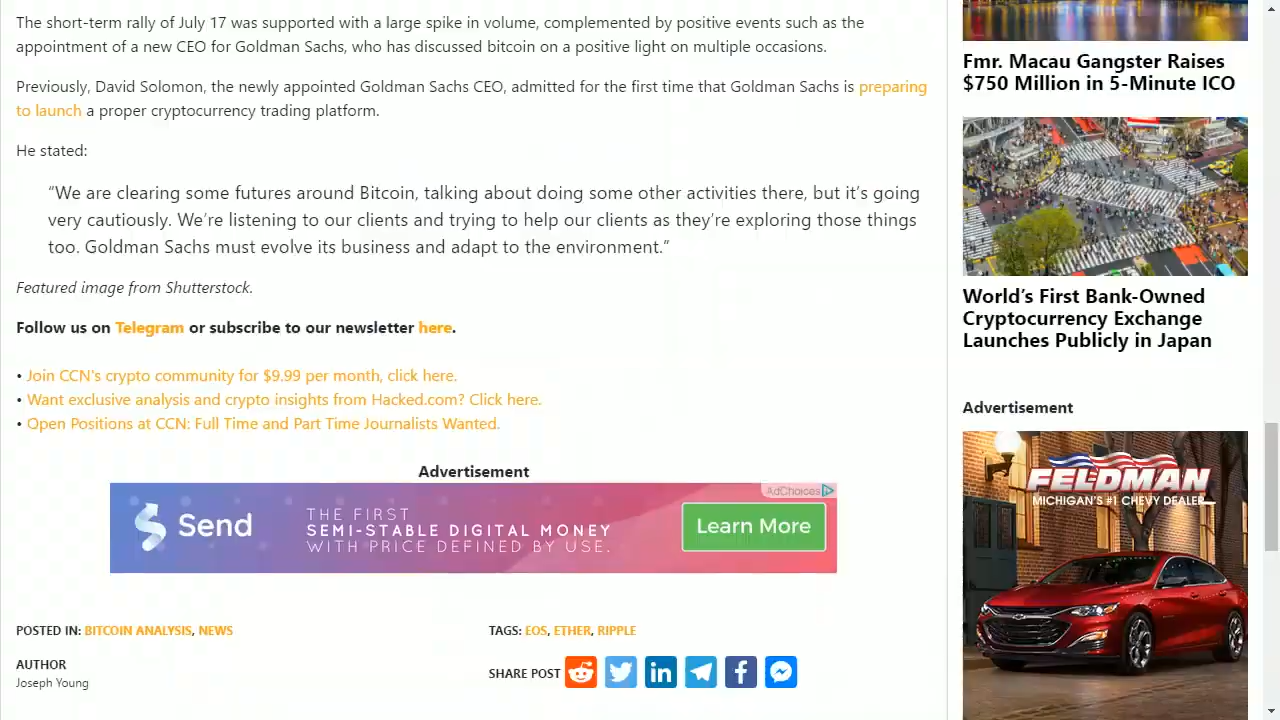 The short-term rally of July 17 was supported with a large spike in volume, complemented by positive events such as the
appointment of a new CEO for Goldman Sachs, who has discussed bitcoin on a positive light on multiple occasions.
Previously, David Solomon, the newly appointed Goldman Sachs CEO, admitted for the first time that Goldman Sachs is preparing
to launch a proper cryptocurrency trading platform.
He stated:
“We are clearing some futures around Bitcoin, talking about doing some other activities there, but it’s going
very cautiously. We’re listening to our clients and trying to help our clients as they’re exploring those things
too. Goldman Sachs must evolve its business and adapt to the environment.”
Featured image from Shutterstock.
Follow us on Telegram or subscribe to our newsletter here.
• Join CCN's crypto community for $9.99 per month, click here.
• Want exclusive analysis and crypto insights from Hacked.com? Click here.
• Open Positions at CCN: Full Time and Part Time Journalists Wanted.
Advertisement
AdChoices
Send
THE FIRST
SEMI-STABLE DIGITAL MONEY
WITH PRICE DEFINED BY USE.
Learn More
POSTED IN: BITCOIN ANALYSIS, NEWS
TAGS: EOS, ETHER, RIPPLE
AUTHOR
Joseph Young
SHARE POST
Fmr. Macau Gangster Raises
$750 Million in 5-Minute ICO
World’s First Bank-Owned
Cryptocurrency Exchange
Launches Publicly in Japan
Advertisement
FELDMAN
MICHIGAN'S #1 CHEVY DEALER